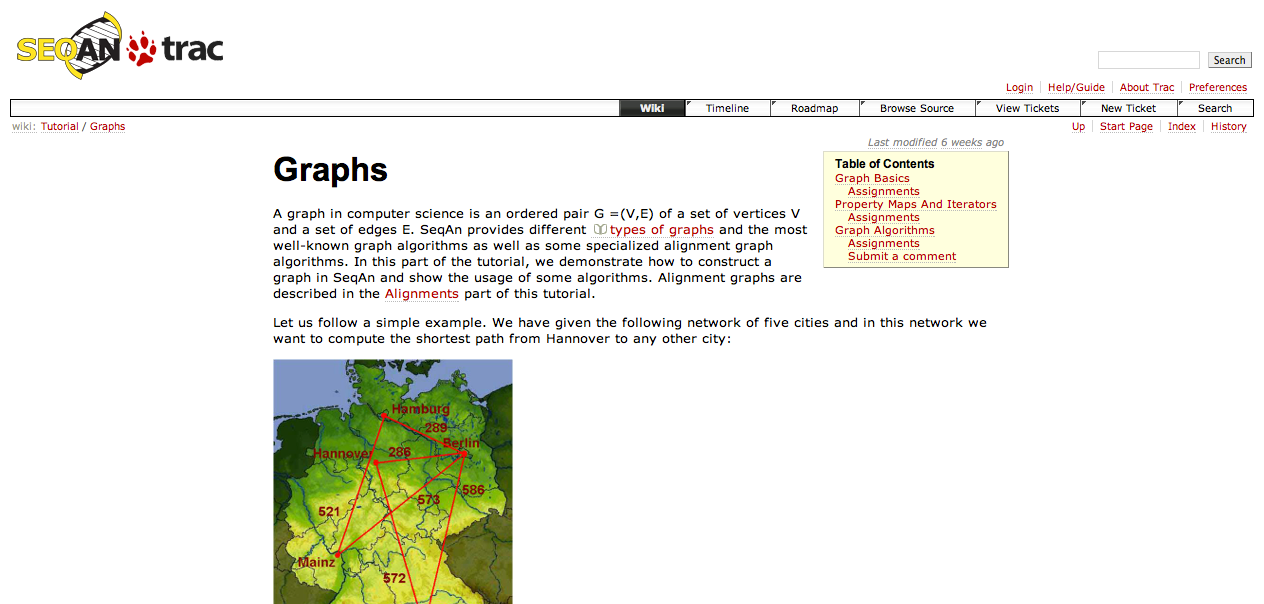 SEQAN trac
Search
Login Help/Guide About Trac Preferences
Wiki Timeline Roadmap Browse Source View Tickets New Ticket Search
wiki: Tutorial / Graphs
Up Start Page Index History
Last modified 6 weeks ago
Graphs
Table of Contents
Graph Basics
Assignments
Property Maps And Iterators
Assignments
Graph Algorithms
Assignments
Submit a comment
A graph in computer science is an ordered pair G =(V,E) of a set of vertices V
and a set of edges E. SeqAn provides different types of graphs and the most
well-known graph algorithms as well as some specialized alignment graph
algorithms. In this part of the tutorial, we demonstrate how to construct a
graph in SeqAn and show the usage of some algorithms. Alignment graphs are
described in the Alignments part of this tutorial.
Let us follow a simple example. We have given the following network of five cities and in this network we
want to compute the shortest path from Hannover to any other city:
Hamburg
289
Berlin
Hannover 286
586
573
521
Mainz
572